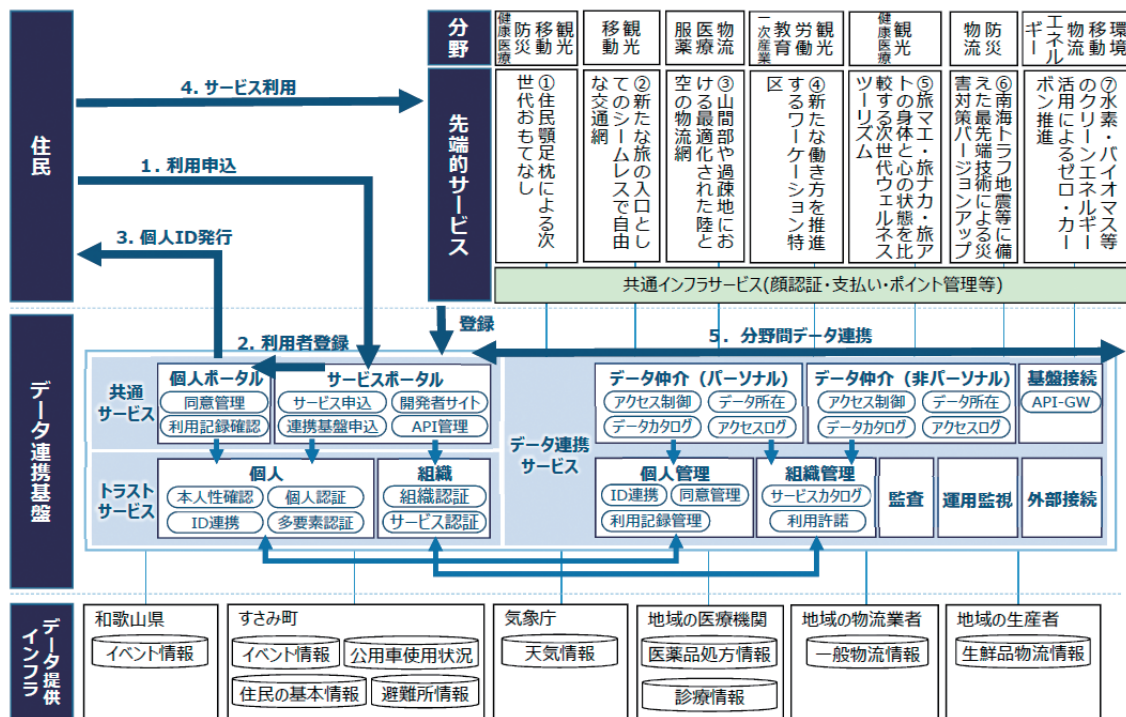 住民
4. サービス利用
1. 利用申込
3. 個人ID発行
分野
先端的サービス
観光
移動
防災
健康医療
観光
移動
物流
医療
服薬
観光
労働
教育
一次産業
観光
健康医療
防災
物流
環境
移動
物流
エネルギー
①住民顎足枕による次
世代おもてなし
②新たな旅の入口とし
てのシームレスで自由
な交通網
③山間部や過疎地にお
ける最適化された陸と
空の物流網
④新たな働き方を推進
するワーケーション特
区
⑤旅マエ・旅ナカ・旅ア
トの身体と心の状態を比
較する次世代ウェルネス
ツーリズム
⑥南海トラフ地震等に備
えた最先端技術による災
害対策バージョンアップ
⑦水素・バイオマス等
のクリーンエネルギー
活用によるゼロ・カー
ボン推進
共通インフラサービス(顔認証・支払い・ポイント管理等)
データ連携基盤
登録
2. 利用者登録
5．分野間データ連携
共通
サービス
個人ポータル
同意管理
利用記録確認
サービスポータル
サービス申込
開発者サイト
連携基盤申込
API管理
トラスト
サービス
個人
本人性確認
個人認証
ID連携
多要素認証
組織
組織認証
サービス認証
データ連携
サービス
データ仲介（パーソナル）
アクセス制御
データ所在
データカタログ
アクセスログ
データ仲介（非パーソナル）
アクセス制御
データ所在
データカタログ
アクセスログ
基盤接続
API-GW
個人管理
ID連携
同意管理
利用記録管理
組織管理
サービスカタログ
利用許諾
監査
運用監視
外部接続
データ提供
インフラ
和歌山県
イベント情報
すさみ町
イベント情報
公用車使用状況
住民の基本情報
避難所情報
気象庁
天気情報
地域の医療機関
医薬品処方情報
診療情報
地域の物流業者
一般物流情報
地域の生産者
生鮮品物流情報